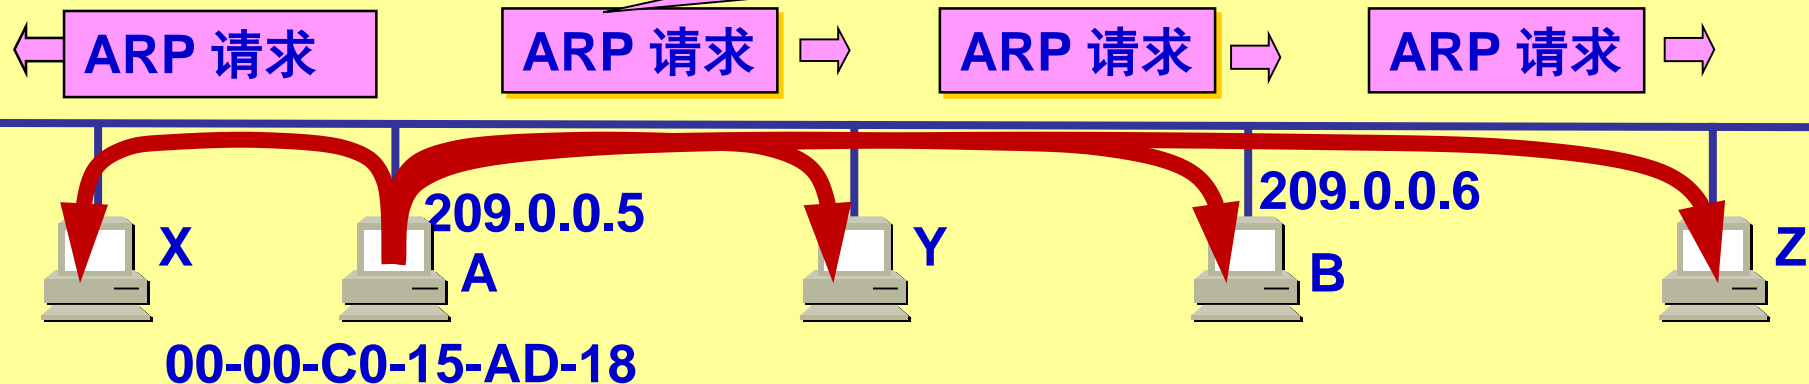 ARP 请求
ARP 请求
ARP 请求
ARP 请求
209.0.0.5
209.0.0.6
X
A
Y
B
Z
00-00-C0-15-AD-18